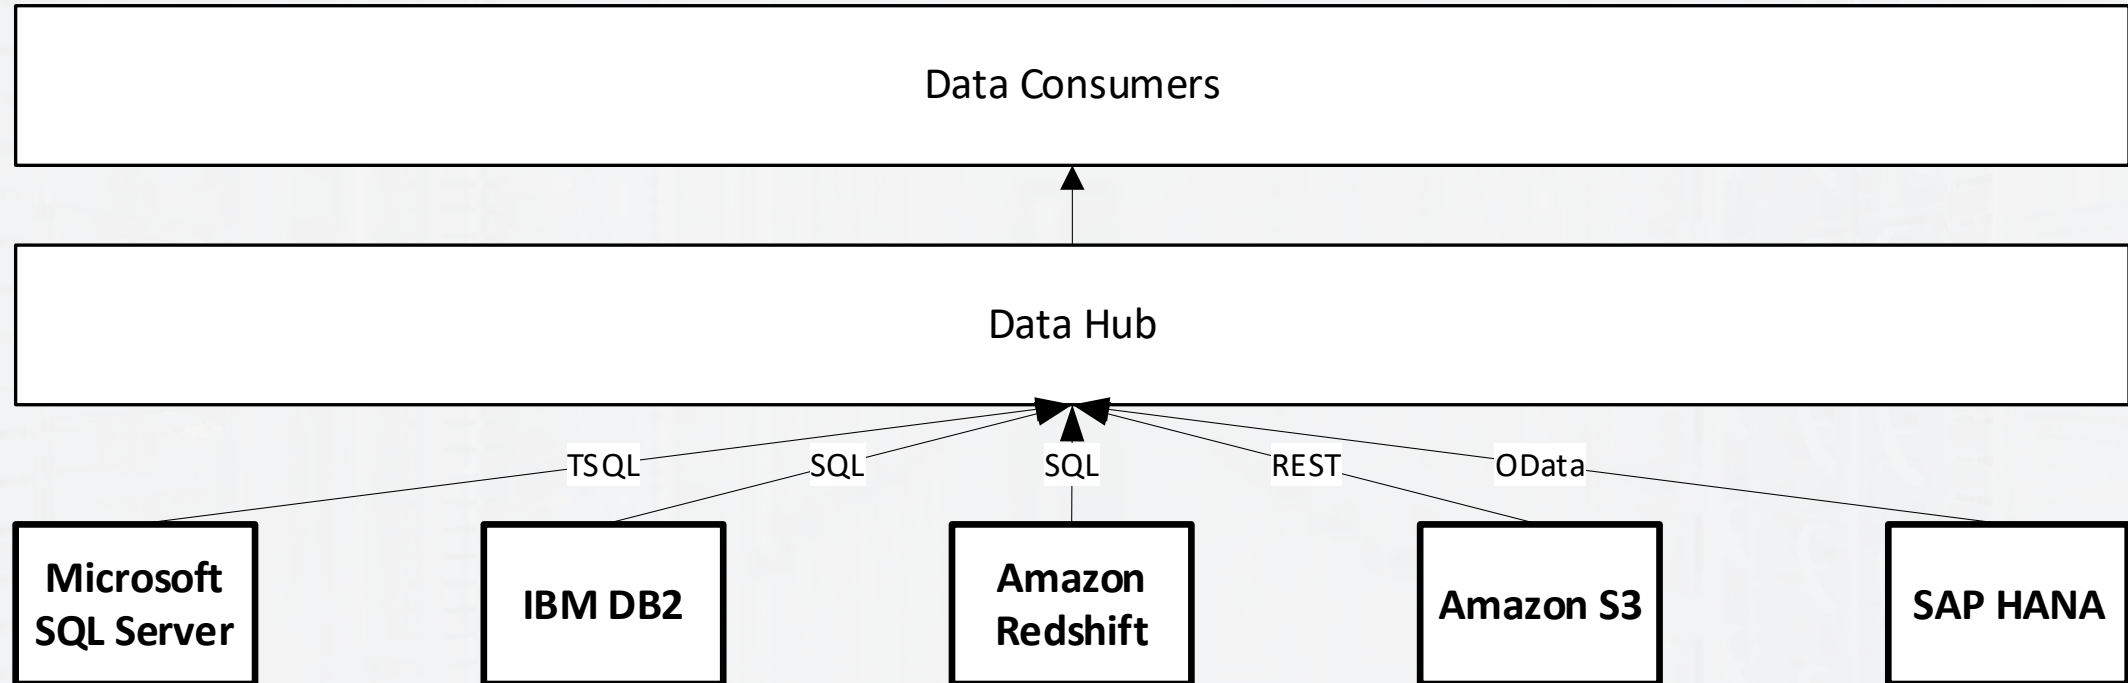 Data Consumers
Data Hub
TSQL
SQL
SQL
REST
OData
Microsoft
SQL Server
IBM DB2
Amazon
Redshift
Amazon S3
SAP HANA